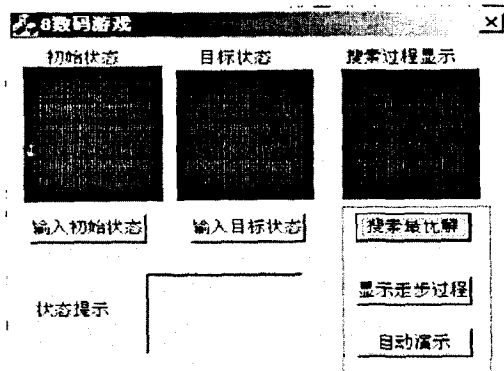 8数码游戏
初始状态 目标状态 搜索过程显示
输入初始状态 输入目标状态 搜索最优解
状态提示
显示走步过程
自动演示